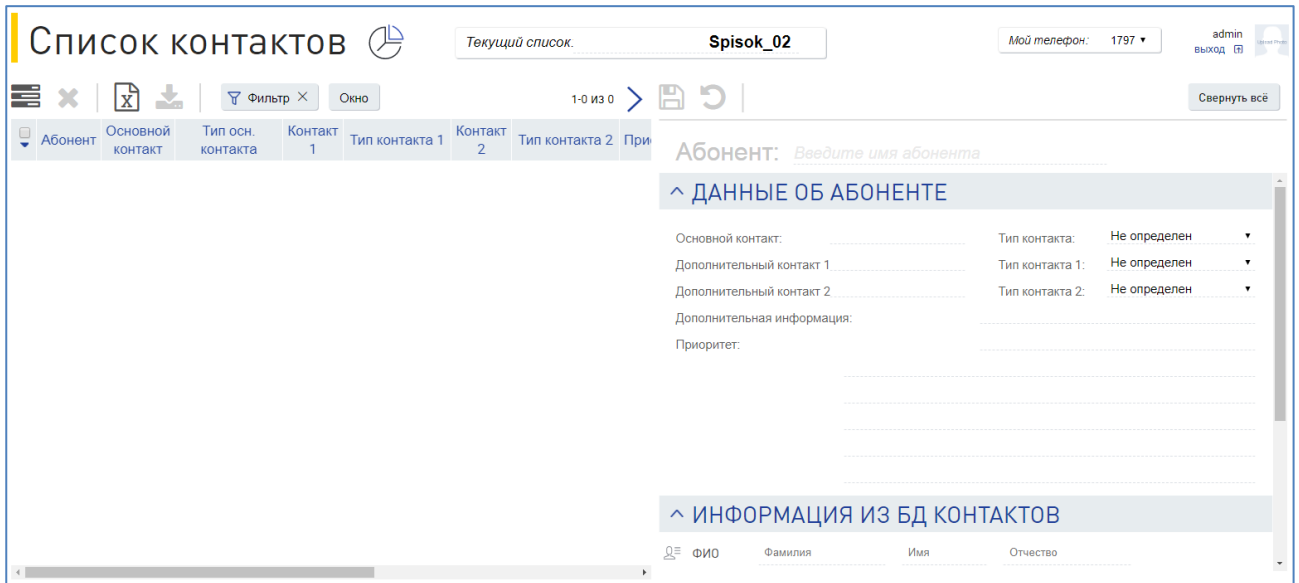 Список контактов
Текущий список. Spisok_02
Мой телефон: 1797
admin
выход
Фильтр
Окно
1-0 из 0
Свернуть всё
Абонент Основной контакт Тип осн. контакта Контакт 1 Тип контакта 1 Контакт 2 Тип контакта 2 При
Абонент: Введите имя абонента
ДАННЫЕ ОБ АБОНЕНТЕ
Основной контакт: Тип контакта: Не определен
Дополнительный контакт 1 Тип контакта 1: Не определен
Дополнительный контакт 2 Тип контакта 2: Не определен
Дополнительная информация:
Приоритет:
ИНФОРМАЦИЯ ИЗ БД КОНТАКТОВ
ФИО Фамилия Имя Отчество